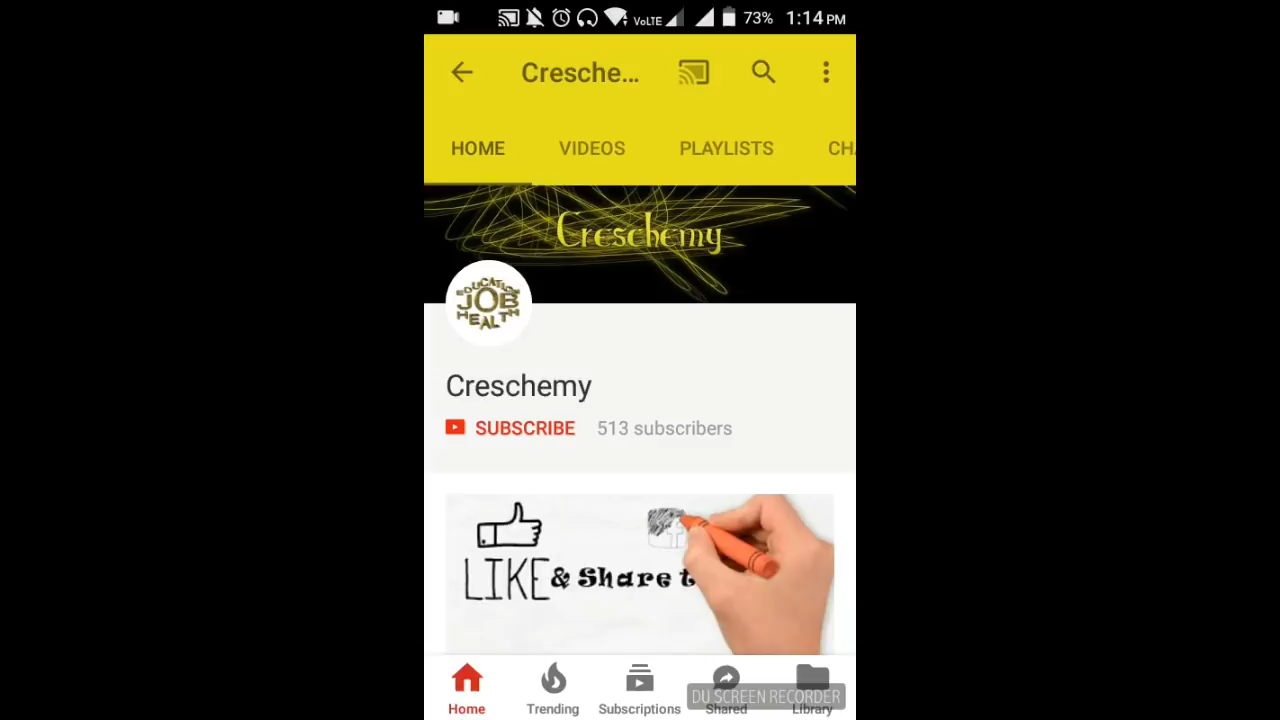 VoLTE 73% 1:14 PM
Cresche...
HOME VIDEOS PLAYLISTS CHA
Creschemy
EDUCATION
JOB
HEALTH
Creschemy
SUBSCRIBE 513 subscribers
LIKE & Share t
Home Trending Subscriptions Shared Library
DU SCREEN RECORDER